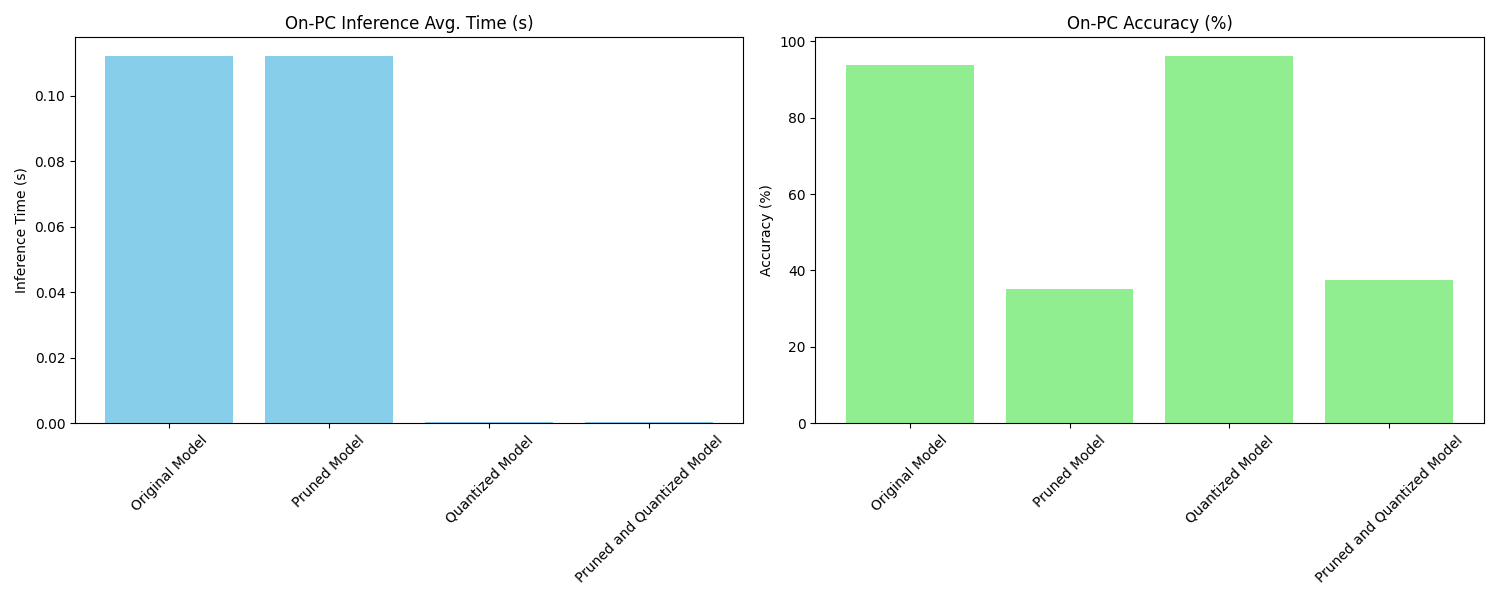 On-PC Inference Avg. Time (s)
Inference Time (s)
0.10
0.08
0.06
0.04
0.02
0.00
Original Model
Pruned Model
Quantized Model
Pruned and Quantized Model
On-PC Accuracy (%)
Accuracy (%)
100
80
60
40
20
0
Original Model
Pruned Model
Quantized Model
Pruned and Quantized Model